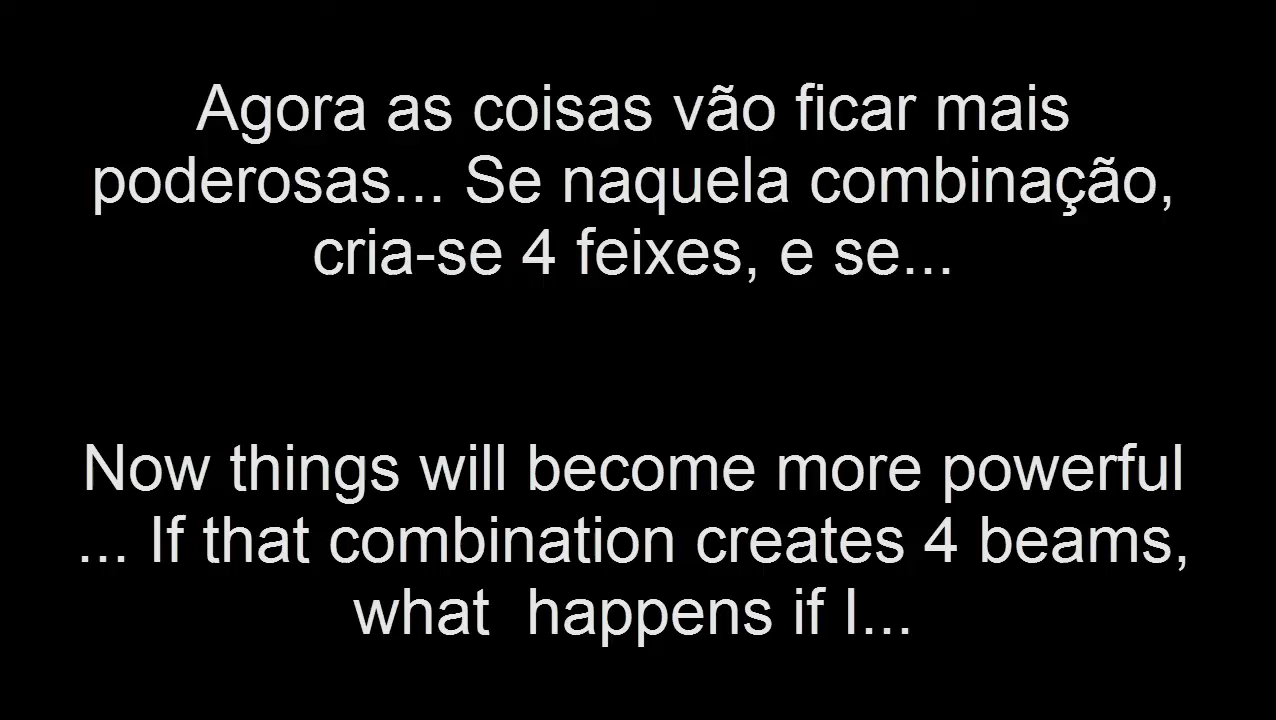 Agora as coisas vão ficar mais
poderosas... Se naquela combinação,
cria-se 4 feixes, e se...
Now things will become more powerful
... If that combination creates 4 beams,
what  happens if I...